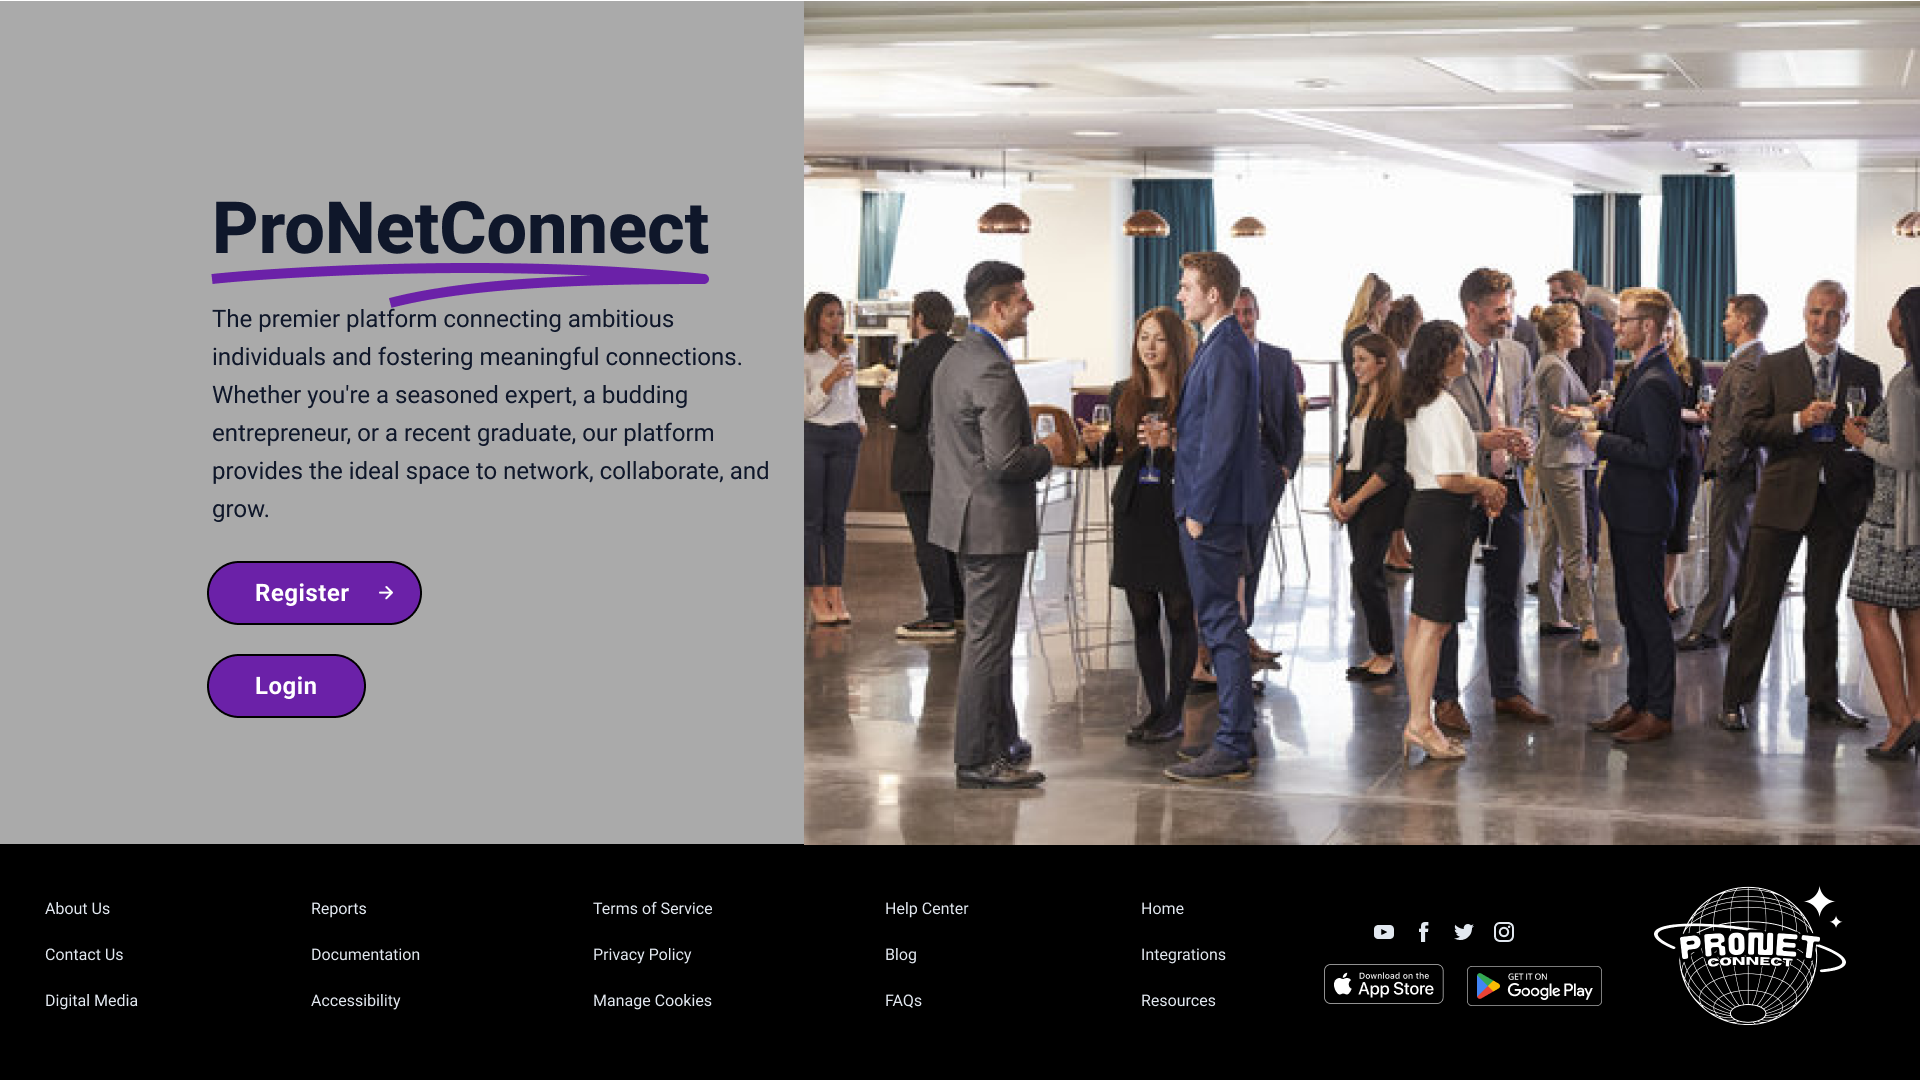 ProNetConnect
The premier platform connecting ambitious
individuals and fostering meaningful connections.
Whether you're a seasoned expert, a budding
entrepreneur, or a recent graduate, our platform
provides the ideal space to network, collaborate, and
grow.
Register
Login
About Us
Contact Us
Digital Media
Reports
Documentation
Accessibility
Terms of Service
Privacy Policy
Manage Cookies
Help Center
Blog
FAQs
Home
Integrations
Resources
Download on the
App Store
GET IT ON
Google Play
PRONET
CONNECT